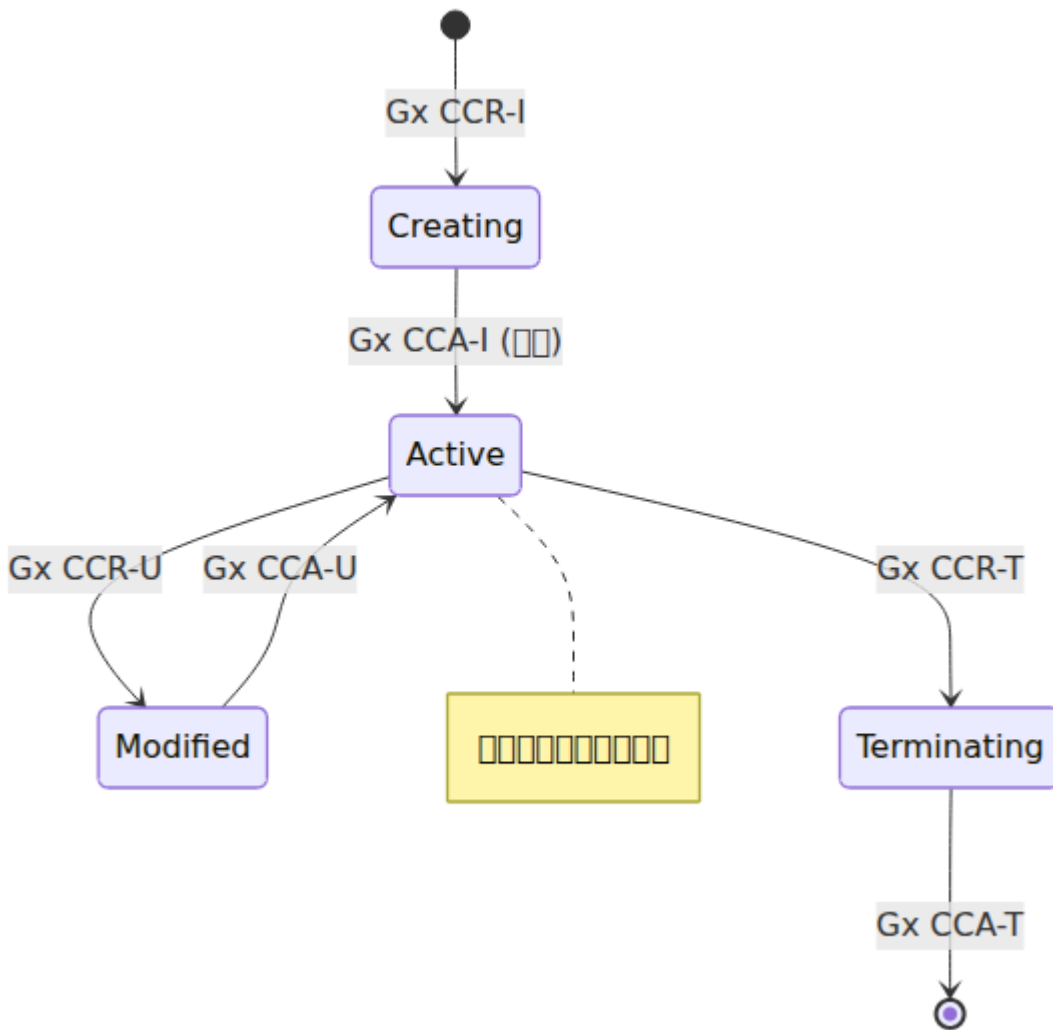 Gx CCR-I
Creating
Gx CCA-I
Active
Gx CCR-U
Gx CCA-U
Gx CCR-T
Modified
Terminating
Gx CCA-T